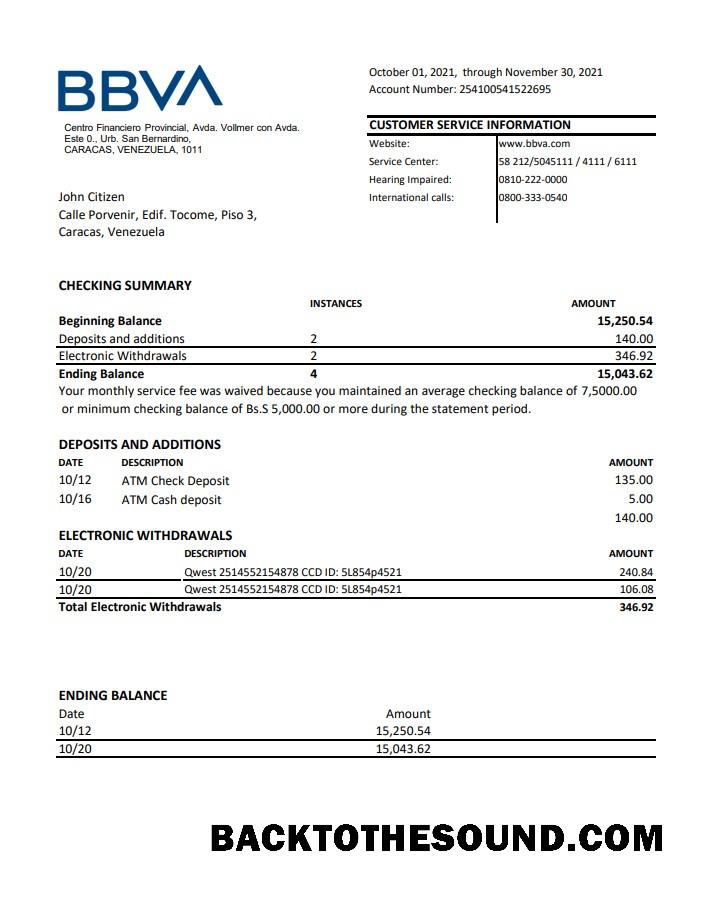 BBVA
October 01, 2021, through November 30, 2021
Account Number: 254100541522695
Centro Financiero Provincial, Avda. Vollmer con Avda.
Este 0., Urb. San Bernardino,
CARACAS, VENEZUELA, 1011
CUSTOMER SERVICE INFORMATION
Website: www.bbva.com
Service Center: 58 212/5045111 / 4111 / 6111
Hearing Impaired: 0810-222-0000
International calls: 0800-333-0540
John Citizen
Calle Porvenir, Edif. Tocome, Piso 3,
Caracas, Venezuela
CHECKING SUMMARY
INSTANCES AMOUNT
Beginning Balance 15,250.54
Deposits and additions 2 140.00
Electronic Withdrawals 2 346.92
Ending Balance 4 15,043.62
Your monthly service fee was waived because you maintained an average checking balance of 7,5000.00
or minimum checking balance of Bs.S 5,000.00 or more during the statement period.
DEPOSITS AND ADDITIONS
DATE DESCRIPTION AMOUNT
10/12 ATM Check Deposit 135.00
10/16 ATM Cash deposit 5.00
140.00
ELECTRONIC WITHDRAWALS
DATE DESCRIPTION AMOUNT
10/20 Qwest 2514552154878 CCD ID: 5L854p4521 240.84
10/20 Qwest 2514552154878 CCD ID: 5L854p4521 106.08
Total Electronic Withdrawals 346.92
ENDING BALANCE
Date Amount
10/12 15,250.54
10/20 15,043.62
BACKTOTHESOUND.COM